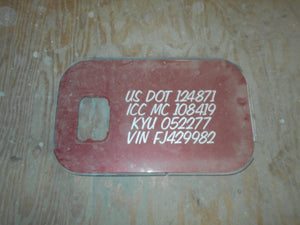 US DOT 124871
ICC MC 108419
KYU 052277
VIN FJ429982